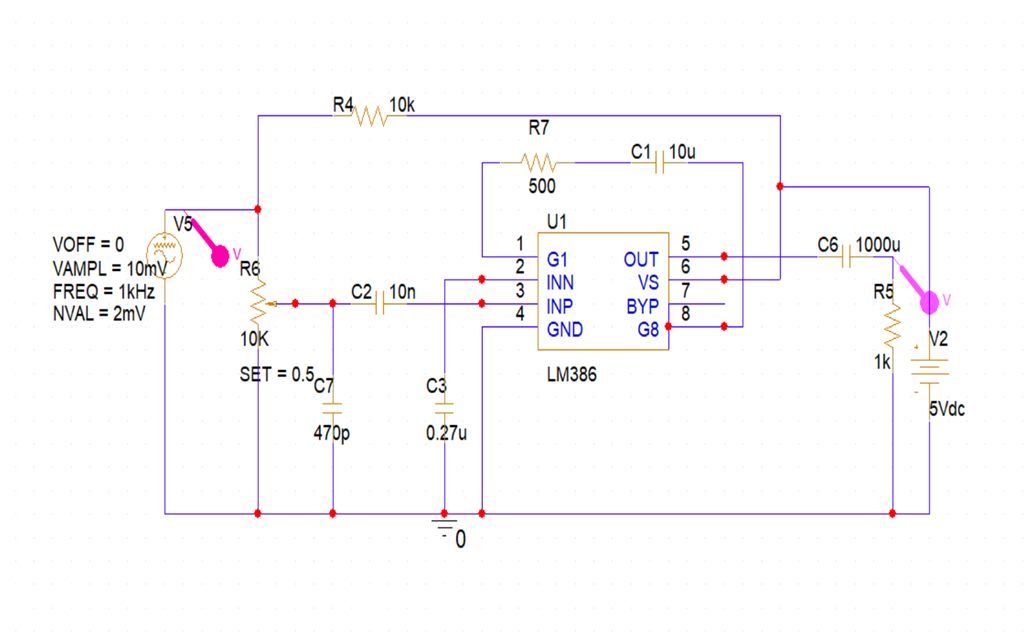 R4 10k
R7
C1 10u
500
V5
U1
VOFF = 0
VAMPL = 10mV
FREQ = 1kHz
NVAL = 2mV
V
R6
10K
SET = 0.5
C2 10n
C7
470p
C3
0.27u
1 G1
2 INN
3 INP
4 GND
OUT 5
VS 6
BYP 7
G8 8
LM386
C6 1000u
V
R5
1k
V2
+
-
5Vdc
0